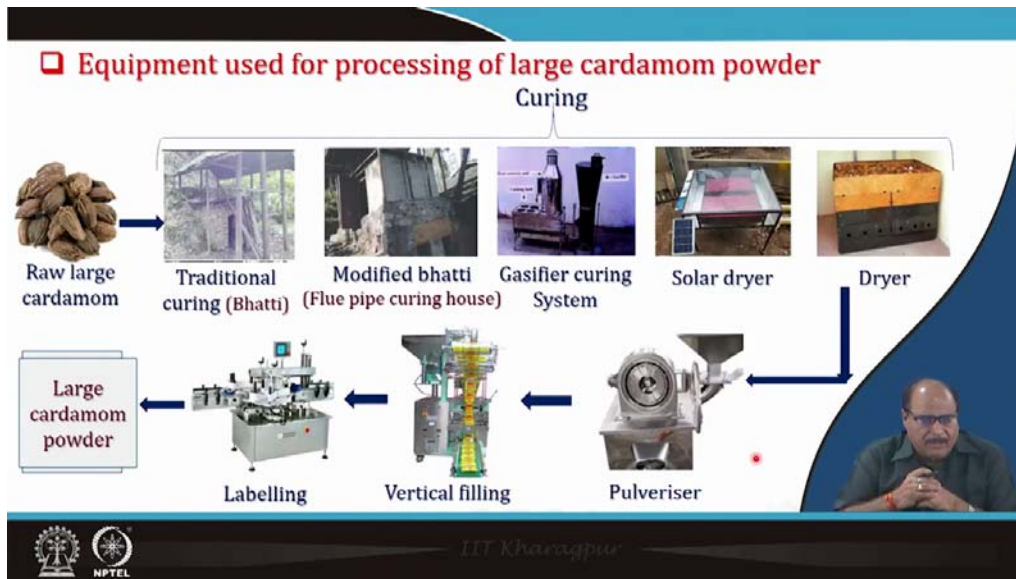 Equipment used for processing of large cardamom powder
Curing
Raw large
cardamom
Traditional
curing (Bhatti)
Modified bhatti
(Flue pipe curing house)
Gasifier curing
System
Solar dryer
Dryer
Large
cardamom
powder
Labelling
Vertical filling
Pulveriser
NPTEL
IIT Kharagpur